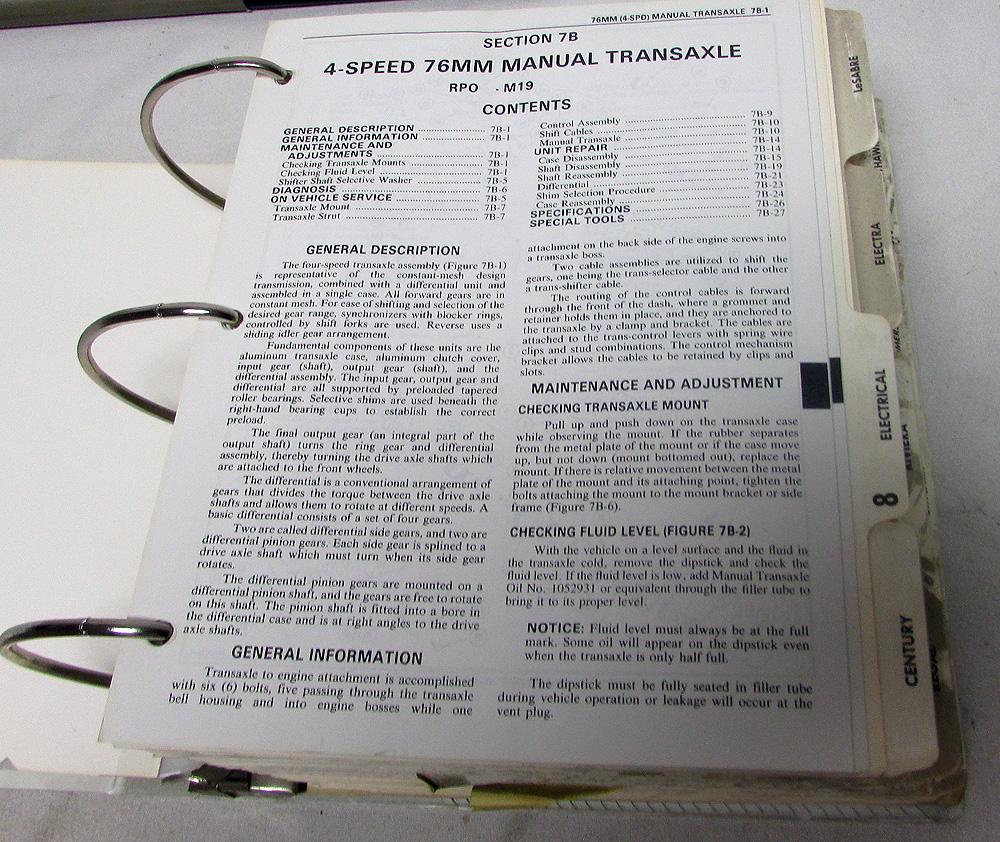 76MM (4-SPD) MANUAL TRANSAXLE 7B-1
SECTION 7B
4-SPEED 76MM MANUAL TRANSAXLE
RPO - M19
CONTENTS
GENERAL DESCRIPTION 7B-1
GENERAL INFORMATION 7B-1
MAINTENANCE AND
ADJUSTMENTS 7B-1
Checking Transaxle Mounts 7B-1
Checking Fluid Level 7B-1
Shifter Shaft Selective Washer 7B-5
DIAGNOSIS 7B-6
ON VEHICLE SERVICE 7B-5
Transaxle Mount 7B-7
Transaxle Strut 7B-7
Control Assembly 7B-9
Shift Cables 7B-10
Manual Transaxle 7B-10
UNIT REPAIR 7B-14
Case Disassembly 7B-14
Shaft Disassembly 7B-15
Shaft Reassembly 7B-19
Differential 7B-21
Shim Selection Procedure 7B-23
Case Reassembly 7B-24
SPECIFICATIONS 7B-26
SPECIAL TOOLS 7B-27
GENERAL DESCRIPTION
The four-speed transaxle assembly (Figure 7B-1)
is representative of the constant-mesh design
transmission, combined with a differential unit and
assembled in a single case. All forward gears are in
constant mesh. For ease of shifting and selection of the
desired gear range, synchronizers with blocker rings,
controlled by shift forks are used. Reverse uses a
sliding idler gear arrangement.
Fundamental components of these units are the
aluminum transaxle case, aluminum clutch cover,
input gear (shaft), output gear (shaft), and the
differential assembly. The input gear, output gear and
differential are all supported by preloaded tapered
roller bearings. Selective shims are used beneath the
right-hand bearing cups to establish the correct
preload.
The final output gear (an integral part of the
output shaft) turns the ring gear and differential
assembly, thereby turning the drive axle shafts which
are attached to the front wheels.
The differential is a conventional arrangement of
gears that divides the torque between the drive axle
shafts and allows them to rotate at different speeds. A
basic differential consists of a set of four gears.
Two are called differential side gears, and two are
differential pinion gears. Each side gear is splined to a
drive axle shaft which must turn when its side gear
rotates.
The differential pinion gears are mounted on a
differential pinion shaft, and the gears are free to rotate
on this shaft. The pinion shaft is fitted into a bore in
the differential case and is at right angles to the drive
axle shafts.
GENERAL INFORMATION
Transaxle to engine attachment is accomplished
with six (6) bolts, five passing through the transaxle
bell housing and into engine bosses while one
attachment on the back side of the engine screws into
a transaxle boss.
Two cable assemblies are utilized to shift the
gears, one being the trans-selector cable and the other
a trans-shifter cable.
The routing of the control cables is forward
through the front of the dash, where a grommet and
retainer holds them in place, and they are anchored to
the transaxle by a clamp and bracket. The cables are
attached to the trans-control levers with spring wire
clips and stud combinations. The control mechanism
bracket allows the cables to be retained by clips and
slots.
MAINTENANCE AND ADJUSTMENT
CHECKING TRANSAXLE MOUNT
Pull up and push down on the transaxle case
while observing the mount. If the rubber separates
from the metal plate of the mount or if the case move
up, but not down (mount bottomed out), replace the
mount. If there is relative movement between the metal
plate of the mount and its attaching point, tighten the
bolts attaching the mount to the mount bracket or side
frame (Figure 7B-6).
CHECKING FLUID LEVEL (FIGURE 7B-2)
With the vehicle on a level surface and the fluid in
the transaxle cold, remove the dipstick and check the
fluid level. If the fluid level is low, add Manual Transaxle
Oil No. 1052931 or equivalent through the filler tube to
bring it to its proper level.
NOTICE: Fluid level must always be at the full
mark. Some oil will appear on the dipstick even
when the transaxle is only half full.
The dipstick must be fully seated in filler tube
during vehicle operation or leakage will occur at the
vent plug.
LeSABRE
ELECTRA
ELECTRICAL
8
RIVIERA
CENTURY